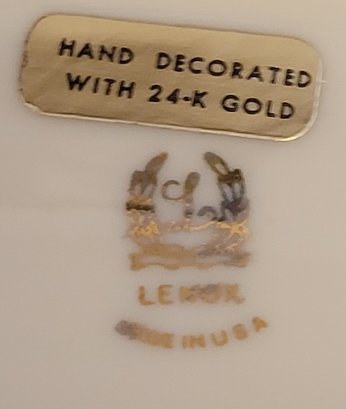 HAND DECORATED
WITH 24-K GOLD
LENOX
MADE IN USA